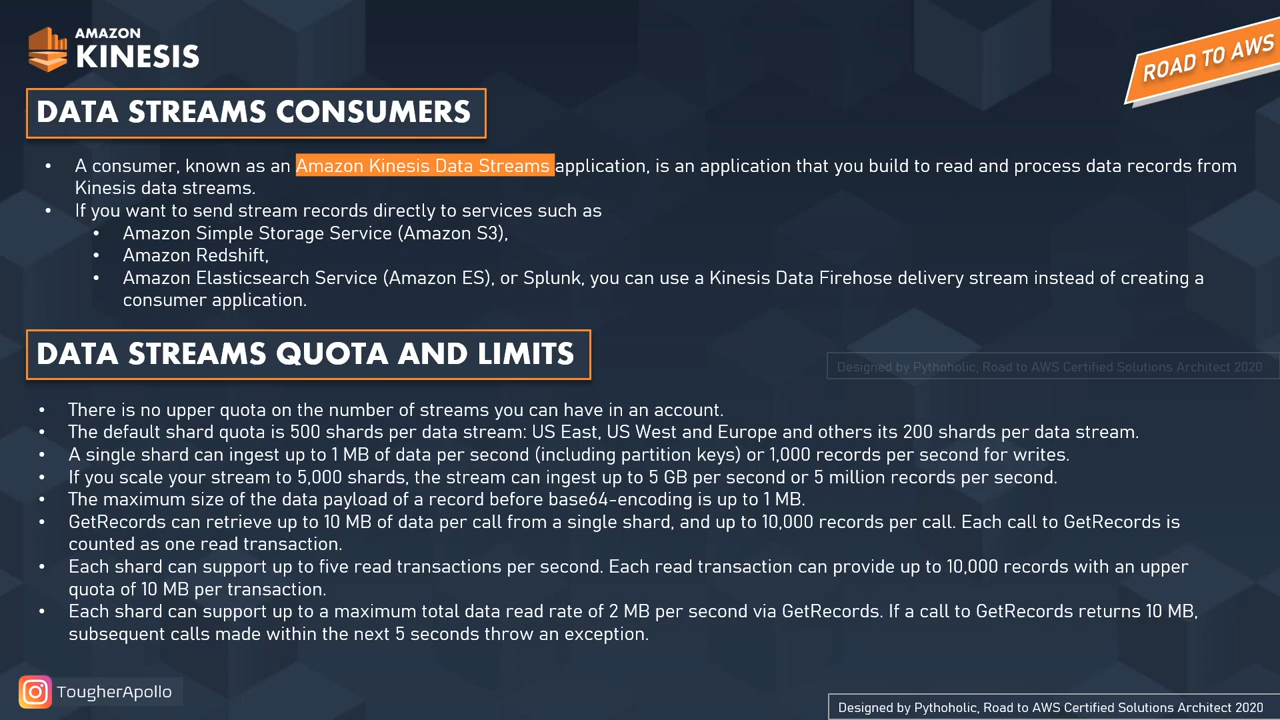 AMAZON
KINESIS
ROAD TO AWS
DATA STREAMS CONSUMERS
• A consumer, known as an Amazon Kinesis Data Streams application, is an application that you build to read and process data records from
Kinesis data streams.
• If you want to send stream records directly to services such as
• Amazon Simple Storage Service (Amazon S3),
• Amazon Redshift,
• Amazon Elasticsearch Service (Amazon ES), or Splunk, you can use a Kinesis Data Firehose delivery stream instead of creating a
consumer application.
DATA STREAMS QUOTA AND LIMITS
Designed by Pythoholic, Road to AWS Certified Solutions Architect 2020
• There is no upper quota on the number of streams you can have in an account.
• The default shard quota is 500 shards per data stream: US East, US West and Europe and others its 200 shards per data stream.
• A single shard can ingest up to 1 MB of data per second (including partition keys) or 1,000 records per second for writes.
• If you scale your stream to 5,000 shards, the stream can ingest up to 5 GB per second or 5 million records per second.
• The maximum size of the data payload of a record before base64-encoding is up to 1 MB.
• GetRecords can retrieve up to 10 MB of data per call from a single shard, and up to 10,000 records per call. Each call to GetRecords is
counted as one read transaction.
• Each shard can support up to five read transactions per second. Each read transaction can provide up to 10,000 records with an upper
quota of 10 MB per transaction.
• Each shard can support up to a maximum total data read rate of 2 MB per second via GetRecords. If a call to GetRecords returns 10 MB,
subsequent calls made within the next 5 seconds throw an exception.
TougherApollo
Designed by Pythoholic, Road to AWS Certified Solutions Architect 2020